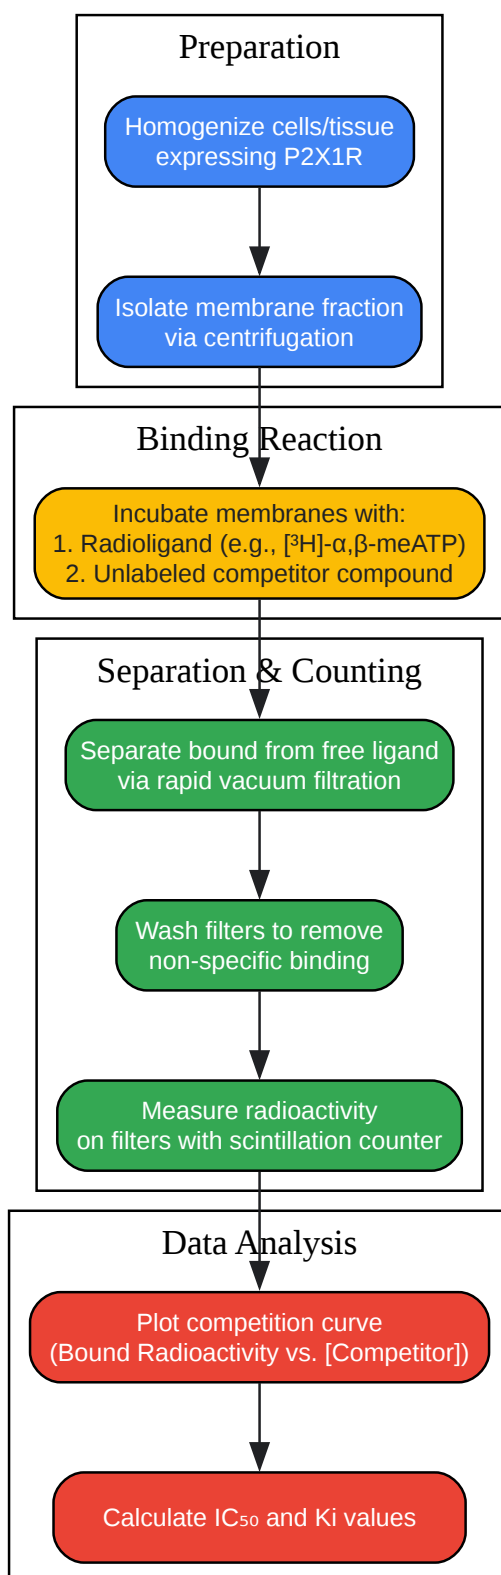 Preparation
Homogenize cells/tissue
expressing P2X1R
Isolate membrane fraction
via centrifugation
Binding Reaction
Incubate membranes with:
1. Radioligand (e.g., [³H]-α,β-meATP)
2. Unlabeled competitor compound
Separation & Counting
Separate bound from free ligand
via rapid vacuum filtration
Wash filters to remove
non-specific binding
Measure radioactivity
on filters with scintillation counter
Data Analysis
Plot competition curve
(Bound Radioactivity vs. [Competitor])
Calculate IC₅₀ and Ki values